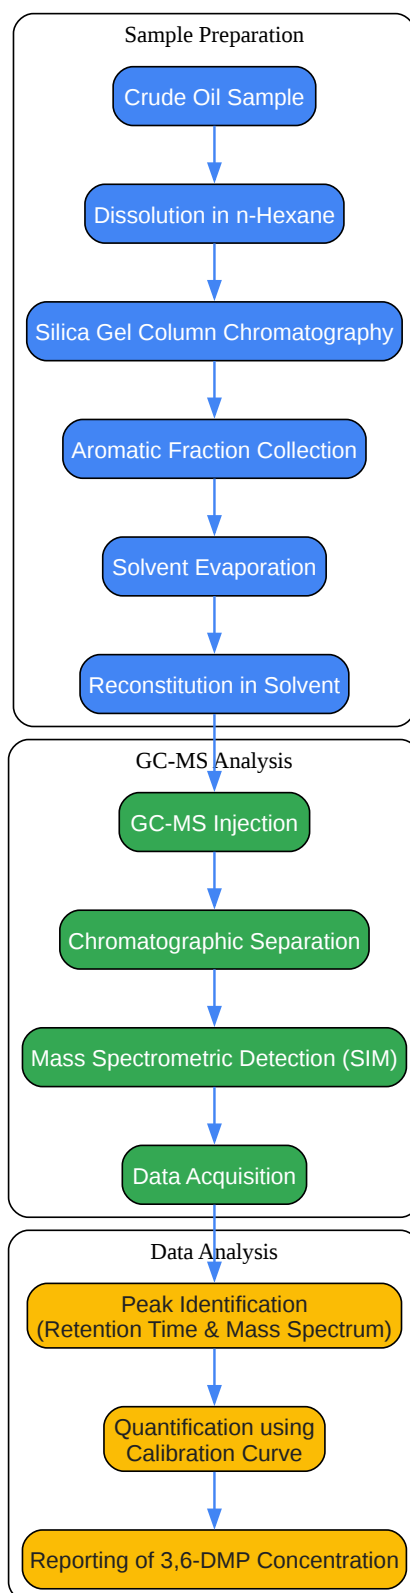 Sample Preparation
Crude Oil Sample
Dissolution in n-Hexane
Silica Gel Column Chromatography
Aromatic Fraction Collection
Solvent Evaporation
Reconstitution in Solvent
GC-MS Analysis
GC-MS Injection
Chromatographic Separation
Mass Spectrometric Detection (SIM)
Data Acquisition
Data Analysis
Peak Identification
(Retention Time & Mass Spectrum)
Quantification using
Calibration Curve
Reporting of 3,6-DMP Concentration